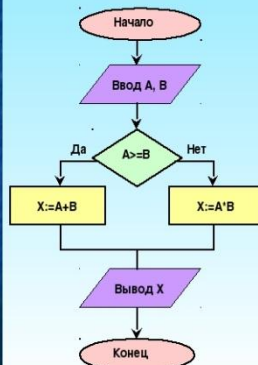 Начало
Ввод A, B
A>=B
Да
Нет
X:=A+B
X:=A*B
Вывод X
Конец